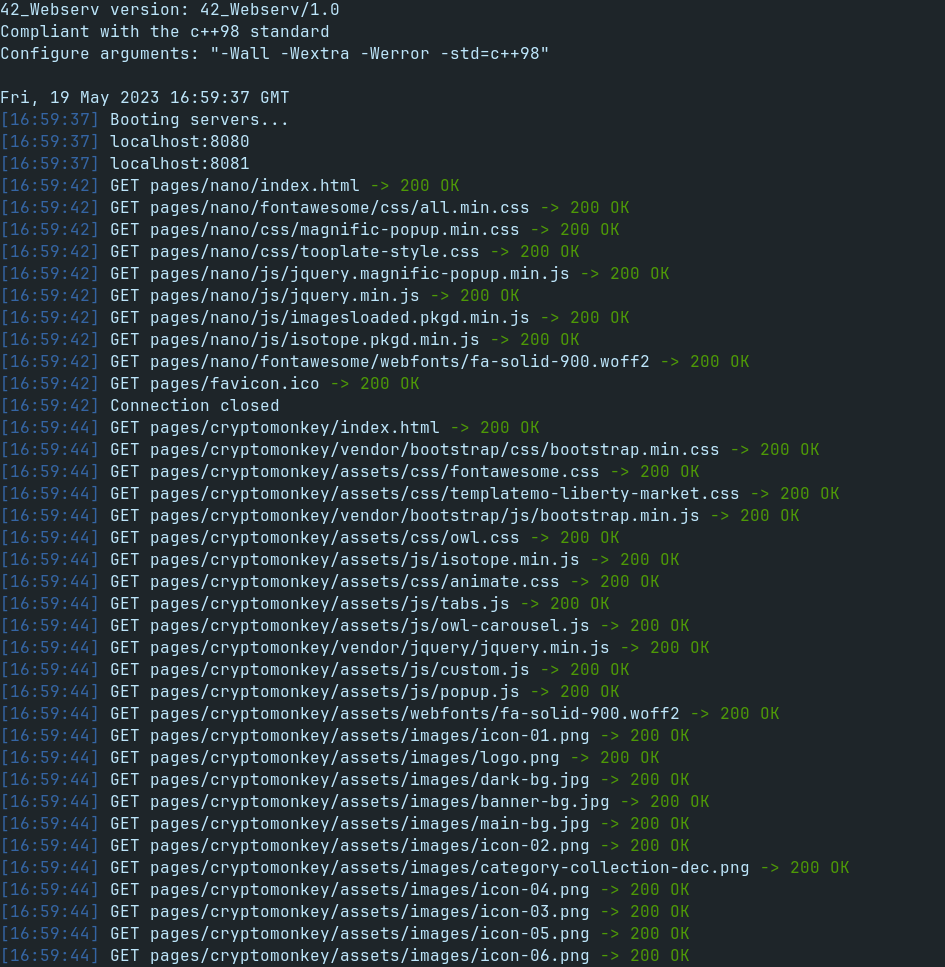 42_Webserv version: 42_Webserv/1.0
Compliant with the c++98 standard
Configure arguments: "-Wall -Wextra -Werror -std=c++98"
Fri, 19 May 2023 16:59:37 GMT
[16:59:37] Booting servers...
[16:59:37] localhost:8080
[16:59:37] localhost:8081
[16:59:42] GET pages/nano/index.html -> 200 OK
[16:59:42] GET pages/nano/fontawesome/css/all.min.css -> 200 OK
[16:59:42] GET pages/nano/css/magnific-popup.min.css -> 200 OK
[16:59:42] GET pages/nano/css/tooplate-style.css -> 200 OK
[16:59:42] GET pages/nano/js/jquery.magnific-popup.min.js -> 200 OK
[16:59:42] GET pages/nano/js/jquery.min.js -> 200 OK
[16:59:42] GET pages/nano/js/imagesloaded.pkgd.min.js -> 200 OK
[16:59:42] GET pages/nano/js/isotope.pkgd.min.js -> 200 OK
[16:59:42] GET pages/nano/fontawesome/webfonts/fa-solid-900.woff2 -> 200 OK
[16:59:42] GET pages/favicon.ico -> 200 OK
[16:59:42] Connection closed
[16:59:44] GET pages/cryptomonkey/index.html -> 200 OK
[16:59:44] GET pages/cryptomonkey/vendor/bootstrap/css/bootstrap.min.css -> 200 OK
[16:59:44] GET pages/cryptomonkey/assets/css/fontawesome.css -> 200 OK
[16:59:44] GET pages/cryptomonkey/assets/css/templatemo-liberty-market.css -> 200 OK
[16:59:44] GET pages/cryptomonkey/vendor/bootstrap/js/bootstrap.min.js -> 200 OK
[16:59:44] GET pages/cryptomonkey/assets/css/owl.css -> 200 OK
[16:59:44] GET pages/cryptomonkey/assets/js/isotope.min.js -> 200 OK
[16:59:44] GET pages/cryptomonkey/assets/css/animate.css -> 200 OK
[16:59:44] GET pages/cryptomonkey/assets/js/tabs.js -> 200 OK
[16:59:44] GET pages/cryptomonkey/assets/js/owl-carousel.js -> 200 OK
[16:59:44] GET pages/cryptomonkey/vendor/jquery/jquery.min.js -> 200 OK
[16:59:44] GET pages/cryptomonkey/assets/js/custom.js -> 200 OK
[16:59:44] GET pages/cryptomonkey/assets/js/popup.js -> 200 OK
[16:59:44] GET pages/cryptomonkey/assets/webfonts/fa-solid-900.woff2 -> 200 OK
[16:59:44] GET pages/cryptomonkey/assets/images/icon-01.png -> 200 OK
[16:59:44] GET pages/cryptomonkey/assets/images/logo.png -> 200 OK
[16:59:44] GET pages/cryptomonkey/assets/images/dark-bg.jpg -> 200 OK
[16:59:44] GET pages/cryptomonkey/assets/images/banner-bg.jpg -> 200 OK
[16:59:44] GET pages/cryptomonkey/assets/images/main-bg.jpg -> 200 OK
[16:59:44] GET pages/cryptomonkey/assets/images/icon-02.png -> 200 OK
[16:59:44] GET pages/cryptomonkey/assets/images/category-collection-dec.png -> 200 OK
[16:59:44] GET pages/cryptomonkey/assets/images/icon-04.png -> 200 OK
[16:59:44] GET pages/cryptomonkey/assets/images/icon-03.png -> 200 OK
[16:59:44] GET pages/cryptomonkey/assets/images/icon-05.png -> 200 OK
[16:59:44] GET pages/cryptomonkey/assets/images/icon-06.png -> 200 OK